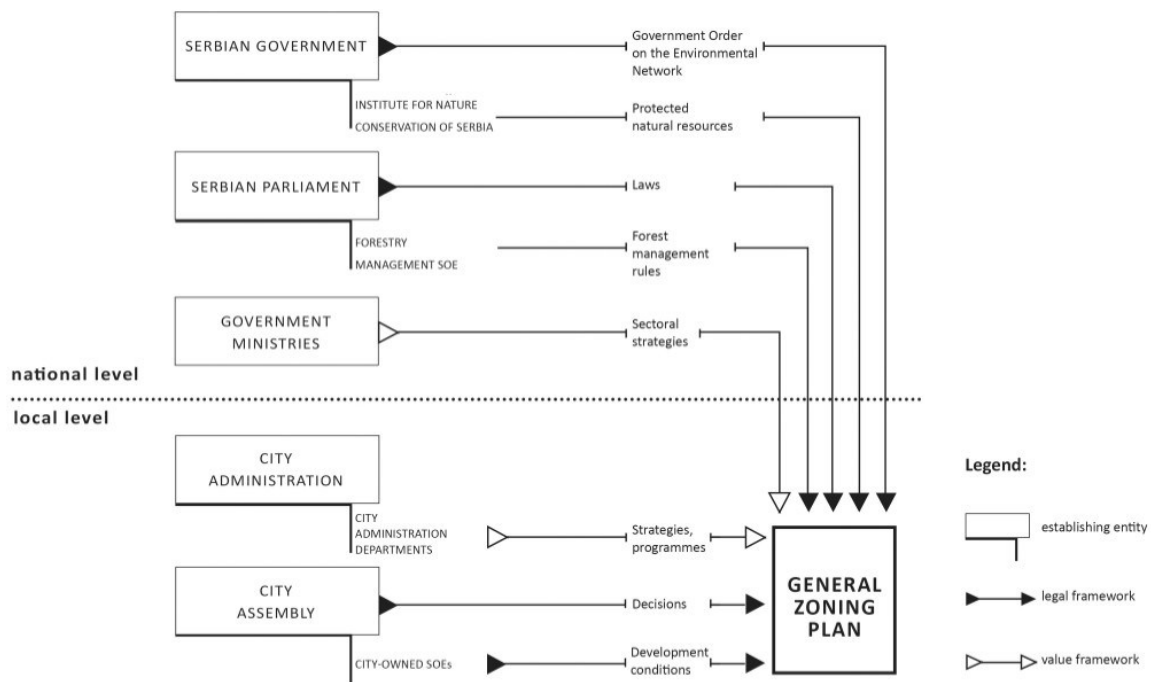 SERBIAN GOVERNMENT
Government Order
on the Environmental
Network
INSTITUTE FOR NATURE
CONSERVATION OF SERBIA
Protected
natural resources
SERBIAN PARLIAMENT
Laws
FORESTRY
MANAGEMENT SOE
Forest
management
rules
GOVERNMENT
MINISTRIES
Sectoral
strategies
national level
local level
CITY
ADMINISTRATION
CITY
ADMINISTRATION
DEPARTMENTS
Strategies,
programmes
CITY
ASSEMBLY
Decisions
CITY-OWNED SOEs
Development
conditions
GENERAL
ZONING
PLAN
Legend:
establishing entity
legal framework
value framework